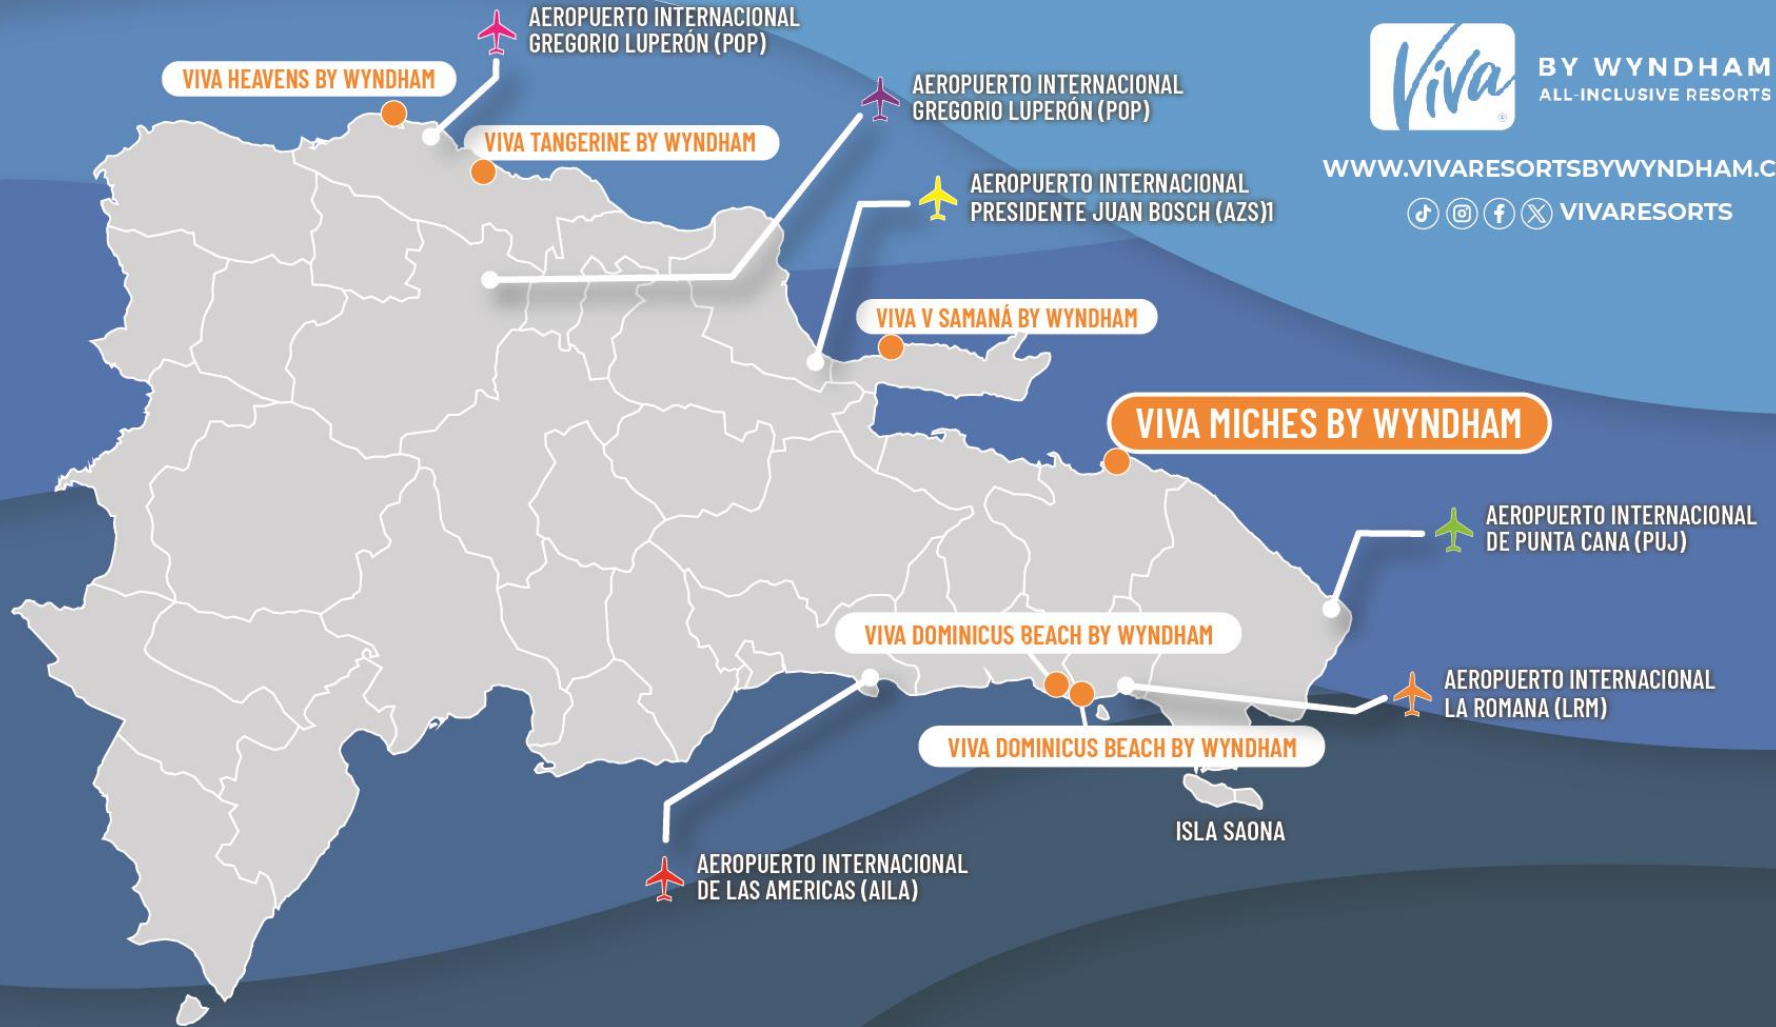 AEROPUERTO INTERNACIONAL
GREGORIO LUPERÓN (POP)
VIVA HEAVENS BY WYNDHAM
VIVA TANGERINE BY WYNDHAM
AEROPUERTO INTERNACIONAL
GREGORIO LUPERÓN (POP)
AEROPUERTO INTERNACIONAL
PRESIDENTE JUAN BOSCH (AZS)1
Viva
BY WYNDHAM
ALL-INCLUSIVE RESORTS
WWW.VIVARESORTSBYWYNDHAM.C
VIVARESORTS
VIVA V SAMANÁ BY WYNDHAM
VIVA MICHES BY WYNDHAM
AEROPUERTO INTERNACIONAL
DE PUNTA CANA (PUJ)
VIVA DOMINICUS BEACH BY WYNDHAM
AEROPUERTO INTERNACIONAL
LA ROMANA (LRM)
VIVA DOMINICUS BEACH BY WYNDHAM
ISLA SAONA
AEROPUERTO INTERNACIONAL
DE LAS AMERICAS (AILA)